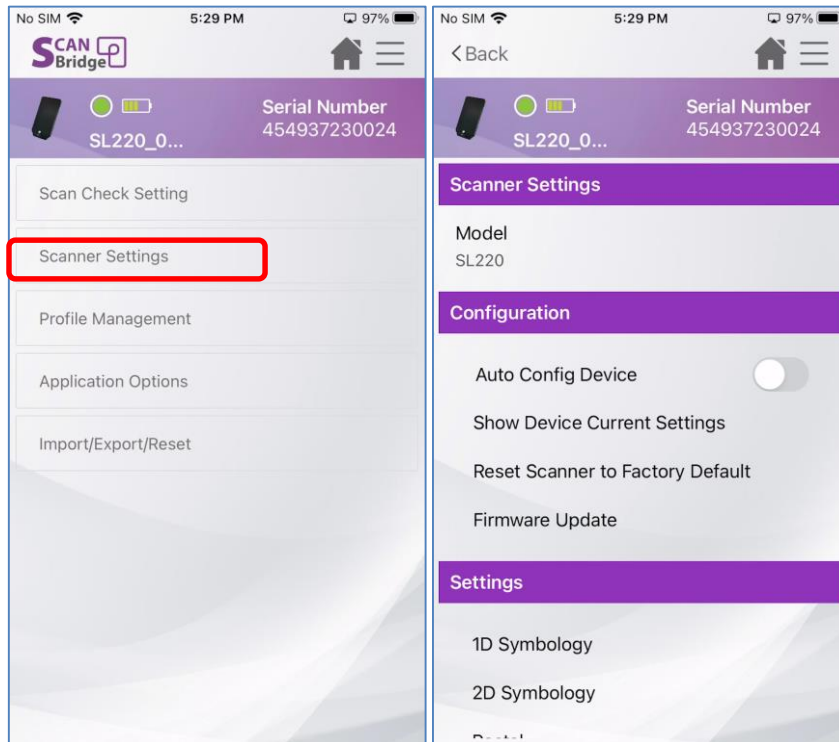 No SIM 5:29 PM 97%
SCAN
Bridge
Serial Number
454937230024
SL220_0...
Scan Check Setting
Scanner Settings
Profile Management
Application Options
Import/Export/Reset
No SIM 5:29 PM 97%
Back
Serial Number
454937230024
SL220_0...
Scanner Settings
Model
SL220
Configuration
Auto Config Device
Show Device Current Settings
Reset Scanner to Factory Default
Firmware Update
Settings
1D Symbology
2D Symbology